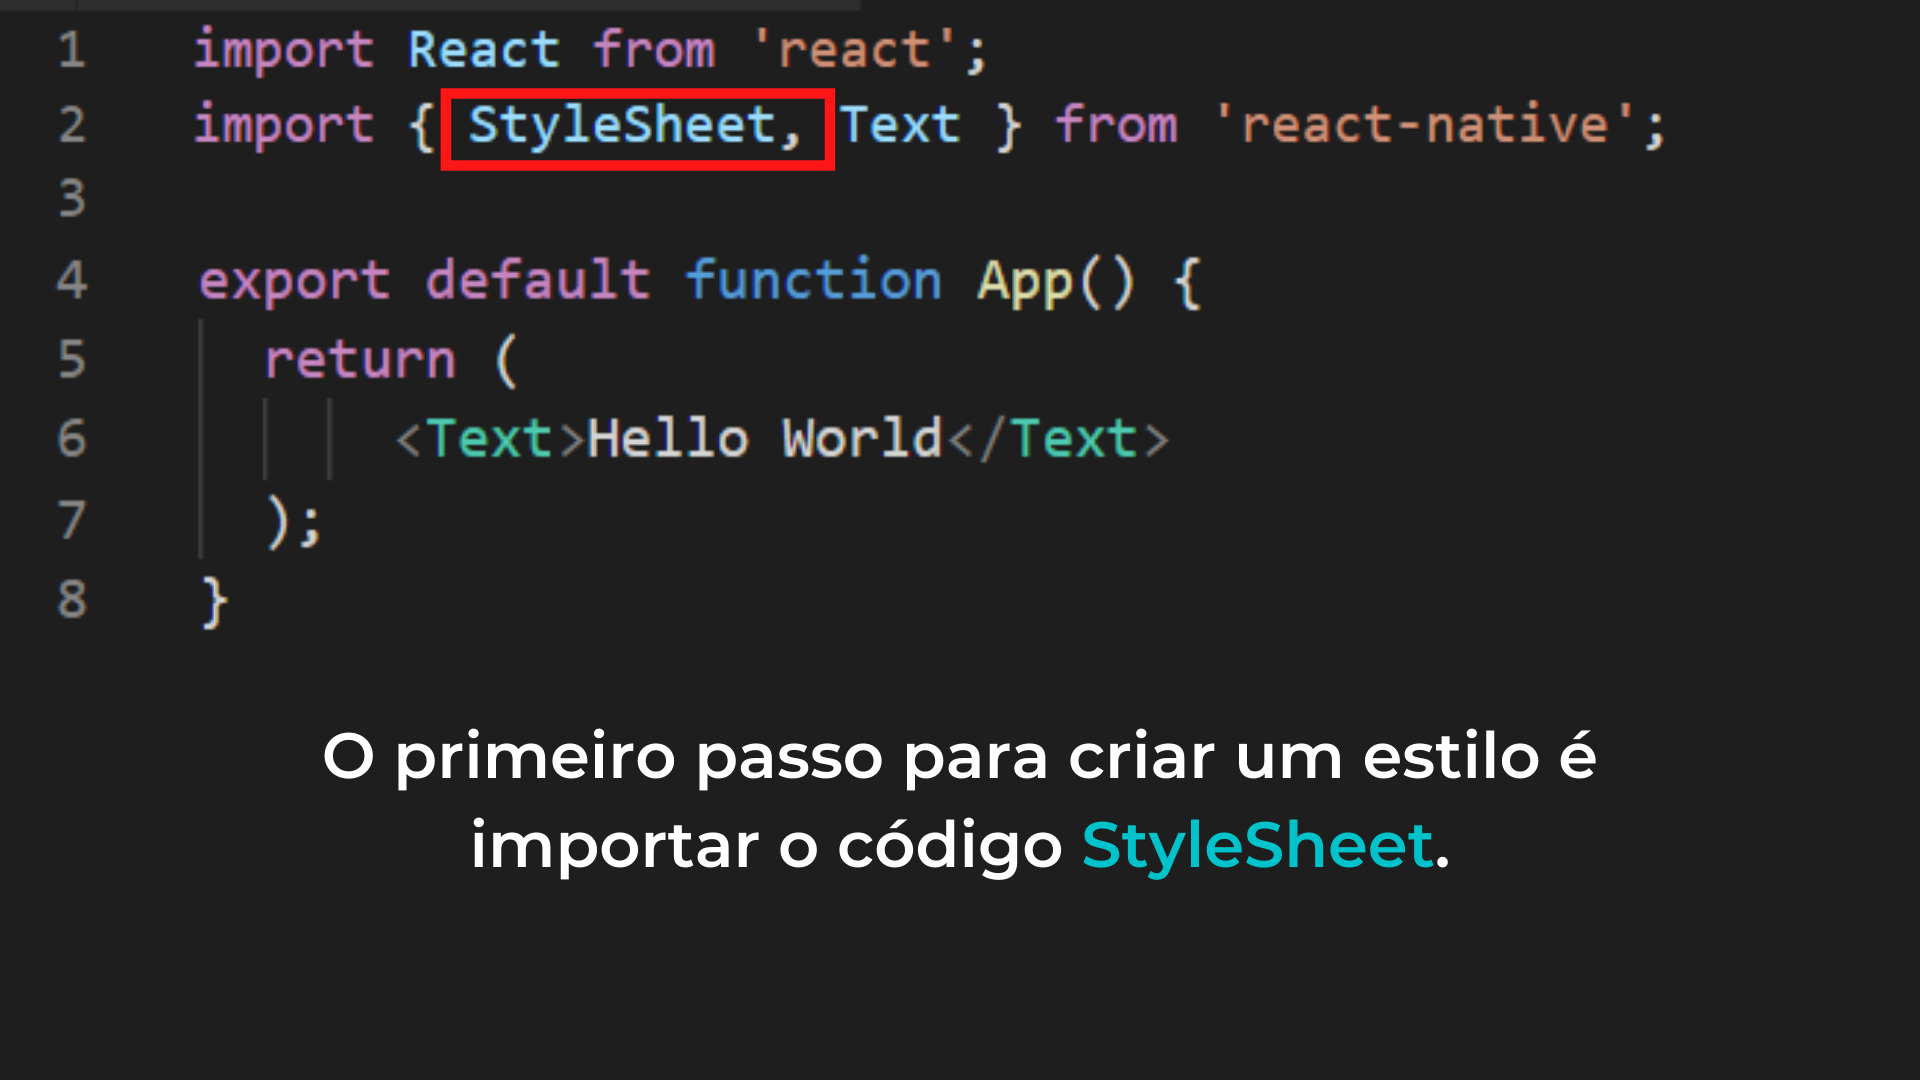 1 import React from 'react';
2 import { StyleSheet, Text } from 'react-native';
3
4 export default function App() {
5 return (
6 <Text>Hello World</Text>
7 );
8 }
O primeiro passo para criar um estilo é
importar o código StyleSheet.